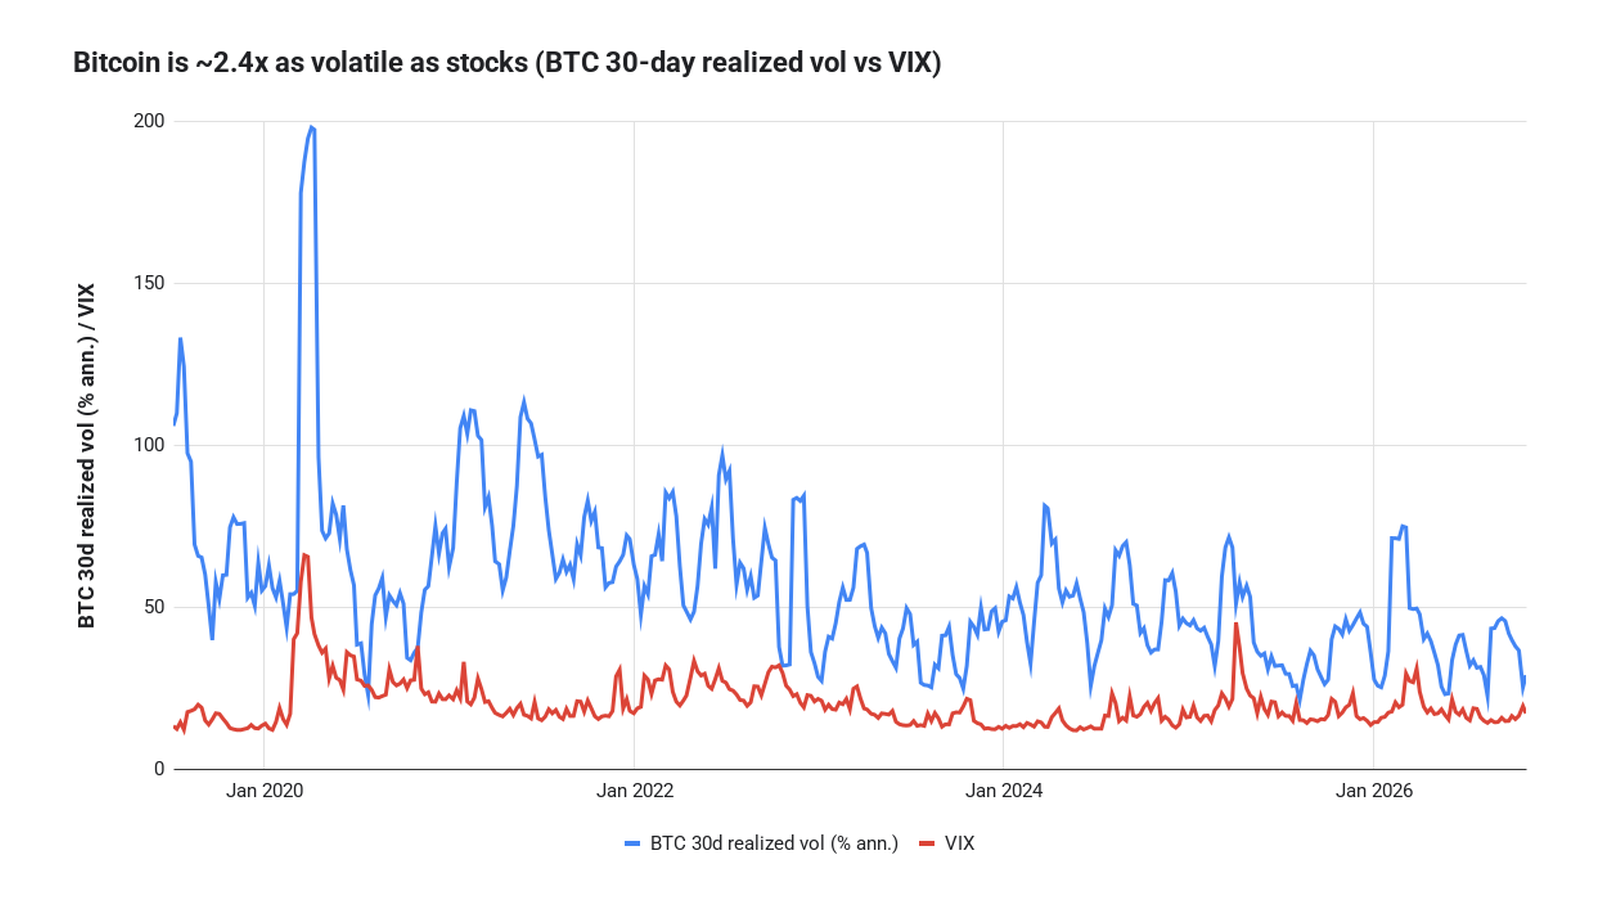 Bitcoin is ~2.4x as volatile as stocks (BTC 30-day realized vol vs VIX)
BTC 30d realized vol (% ann.) / VIX
200
150
100
50
0
Jan 2020
Jan 2022
Jan 2024
Jan 2026
BTC 30d realized vol (% ann.)
VIX